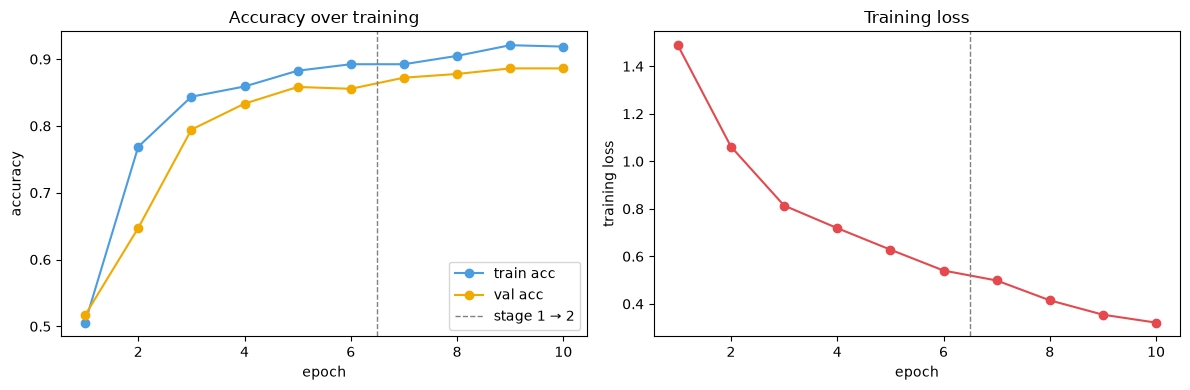 Accuracy over training
accuracy
0.9
0.8
0.7
0.6
0.5
train acc
val acc
stage 1 → 2
2
4
6
8
10
epoch
Training loss
training loss
1.4
1.2
1.0
0.8
0.6
0.4
2
4
6
8
10
epoch